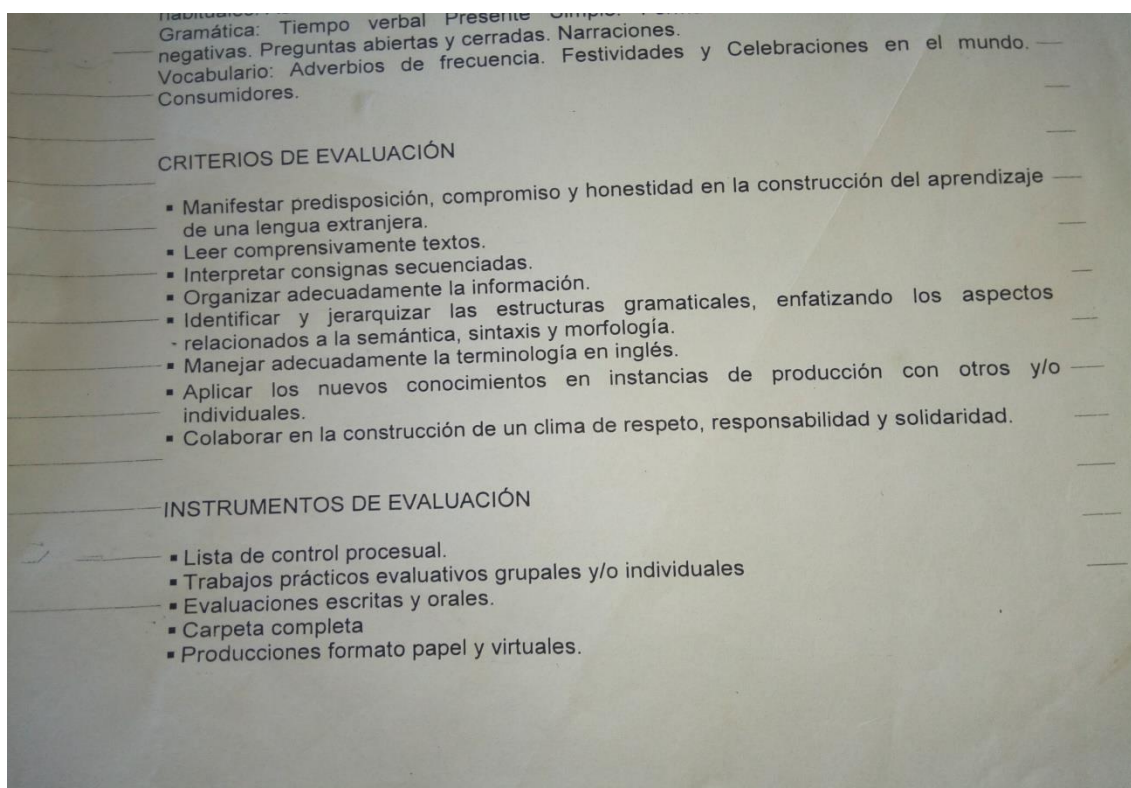 Gramática: Tiempo verbal Presente
negativas. Preguntas abiertas y cerradas. Narraciones.
Vocabulario: Adverbios de frecuencia. Festividades y Celebraciones en el mundo.
Consumidores.
CRITERIOS DE EVALUACIÓN
▪ Manifestar predisposición, compromiso y honestidad en la construcción del aprendizaje
de una lengua extranjera.
▪ Leer comprensivamente textos.
▪ Interpretar consignas secuenciadas.
▪ Organizar adecuadamente la información.
▪ Identificar y jerarquizar las estructuras gramaticales, enfatizando los aspectos
- relacionados a la semántica, sintaxis y morfología.
▪ Manejar adecuadamente la terminología en inglés.
▪ Aplicar los nuevos conocimientos en instancias de producción con otros y/o
individuales.
▪ Colaborar en la construcción de un clima de respeto, responsabilidad y solidaridad.
INSTRUMENTOS DE EVALUACIÓN
▪ Lista de control procesual.
▪ Trabajos prácticos evaluativos grupales y/o individuales
▪ Evaluaciones escritas y orales.
▪ Carpeta completa
▪ Producciones formato papel y virtuales.